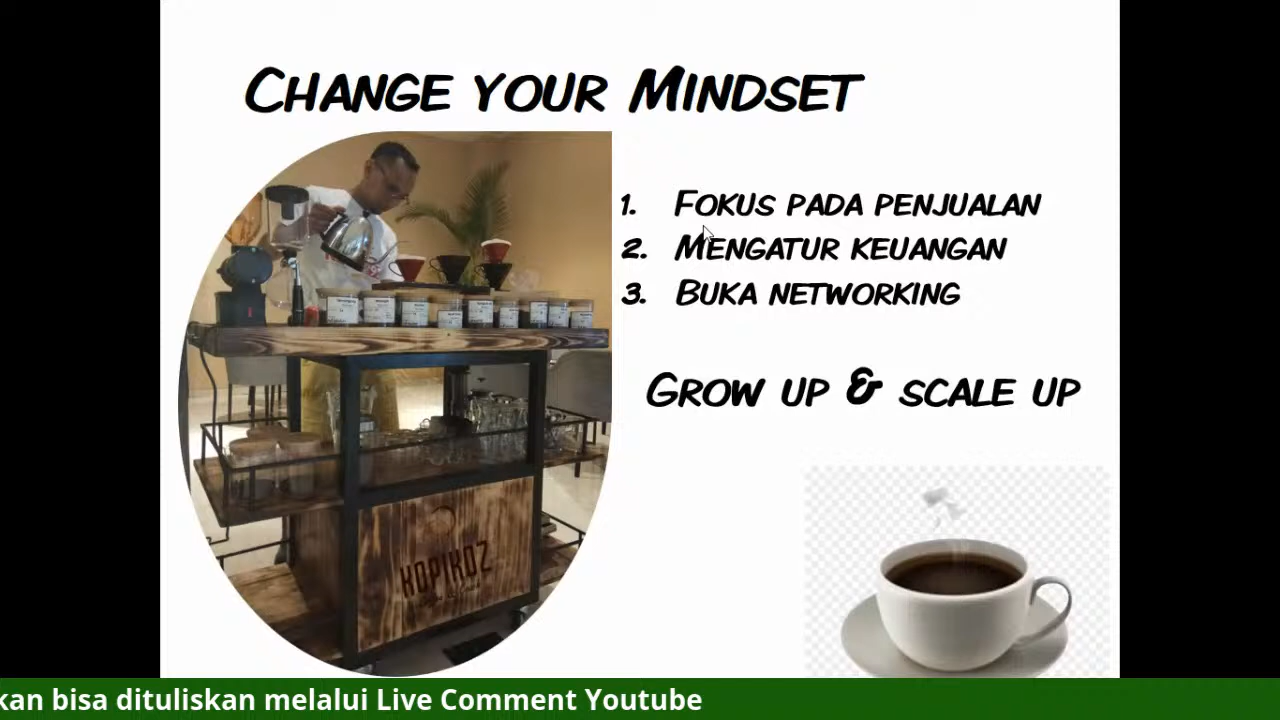 Change your Mindset
1. Fokus pada penjualan
2. Mengatur keuangan
3. Buka networking
Grow up & scale up
KOPIKOZ
kan bisa dituliskan melalui Live Comment Youtube